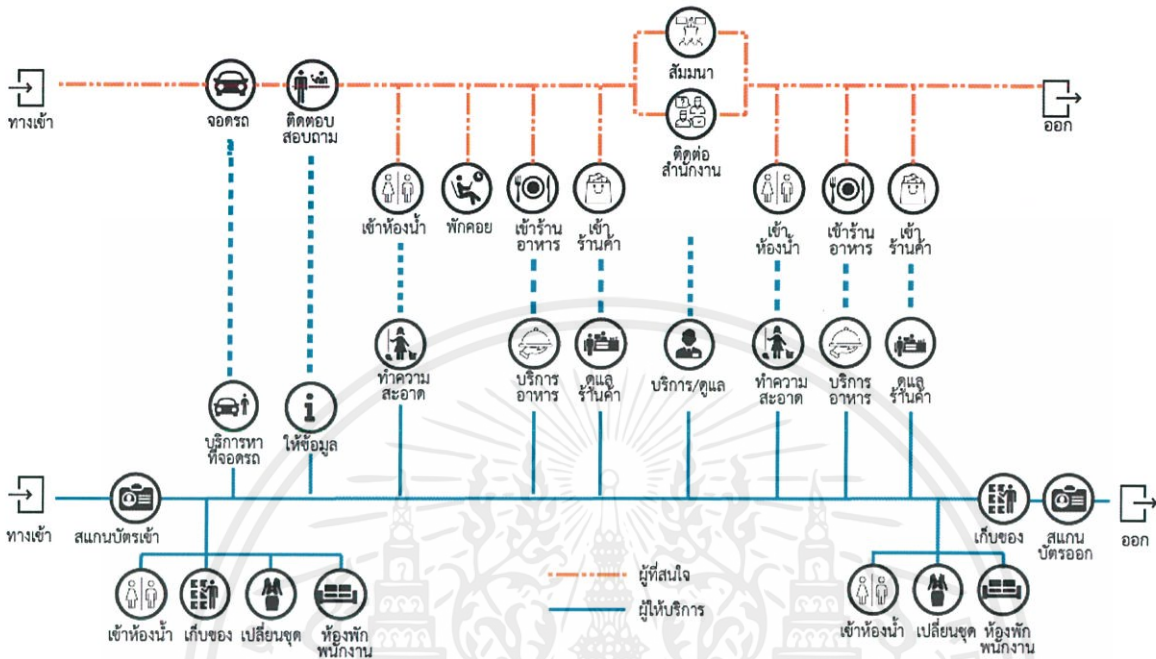 สัมมนา
ทางเข้า
จอดรถ
ติดตอบ
สอบถาม
ติดต่อ
สำนักงาน
ออก
เข้าห้องน้ำ
พักคอย
เข้าร้าน
อาหาร
เข้า
ร้านค้า
เข้า
ห้องน้ำ
เข้าร้าน
อาหาร
เข้า
ร้านค้า
ทำความ
สะอาด
บริการ
อาหาร
ดูแล
ร้านค้า
บริการ/ดูแล
ทำความ
สะอาด
บริการ
อาหาร
ดูแล
ร้านค้า
บริการหา
ที่จอดรถ
ให้ข้อมูล
ทางเข้า
สแกนบัตรเข้า
เก็บของ
สแกน
บัตรออก
ออก
เข้าห้องน้ำ
เก็บของ
เปลี่ยนชุด
ห้องพัก
พนักงาน
ผู้ที่สนใจ
ผู้ให้บริการ
เข้าห้องน้ำ
เปลี่ยนชุด
ห้องพัก
พนักงาน